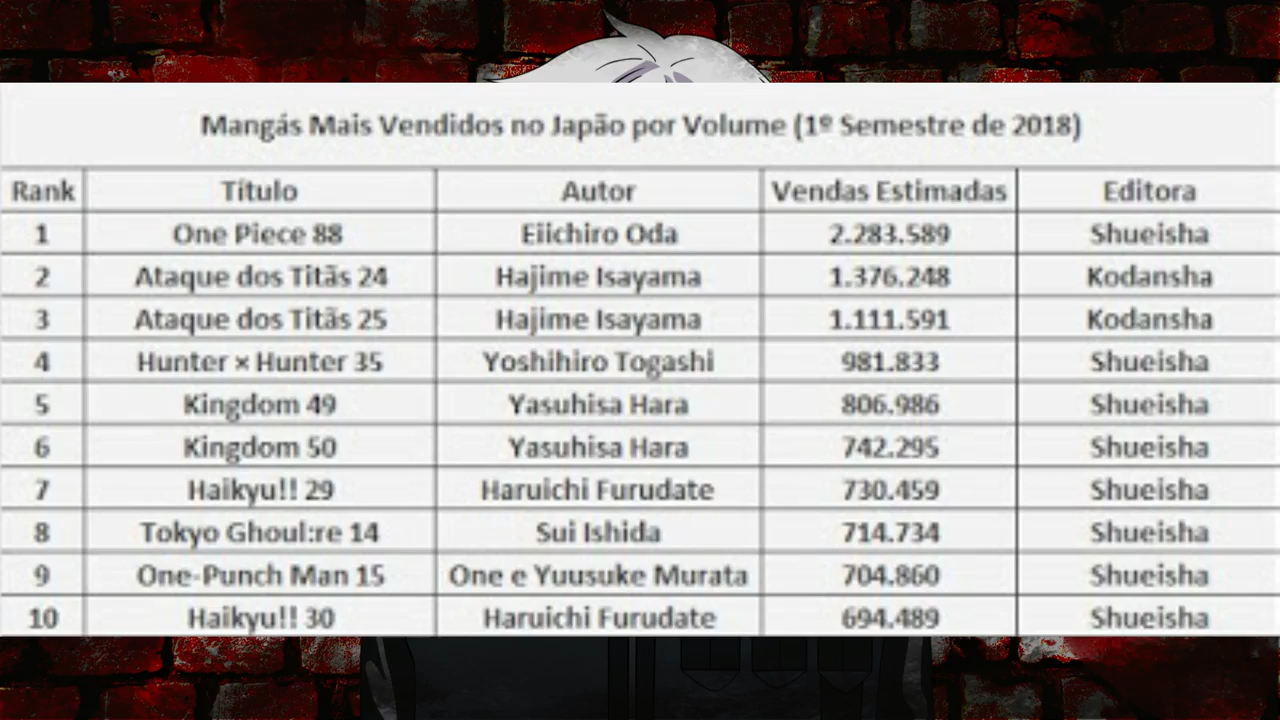 Mangás Mais Vendidos no Japão por Volume (1º Semestre de 2018)
Rank Título Autor Vendas Estimadas Editora
1 One Piece 88 Eiichiro Oda 2.283.589 Shueisha
2 Ataque dos Titãs 24 Hajime Isayama 1.376.248 Kodansha
3 Ataque dos Titãs 25 Hajime Isayama 1.111.591 Kodansha
4 Hunter × Hunter 35 Yoshihiro Togashi 981.833 Shueisha
5 Kingdom 49 Yasuhisa Hara 806.986 Shueisha
6 Kingdom 50 Yasuhisa Hara 742.295 Shueisha
7 Haikyu!! 29 Haruichi Furudate 730.459 Shueisha
8 Tokyo Ghoul:re 14 Sui Ishida 714.734 Shueisha
9 One-Punch Man 15 One e Yuusuke Murata 704.860 Shueisha
10 Haikyu!! 30 Haruichi Furudate 694.489 Shueisha